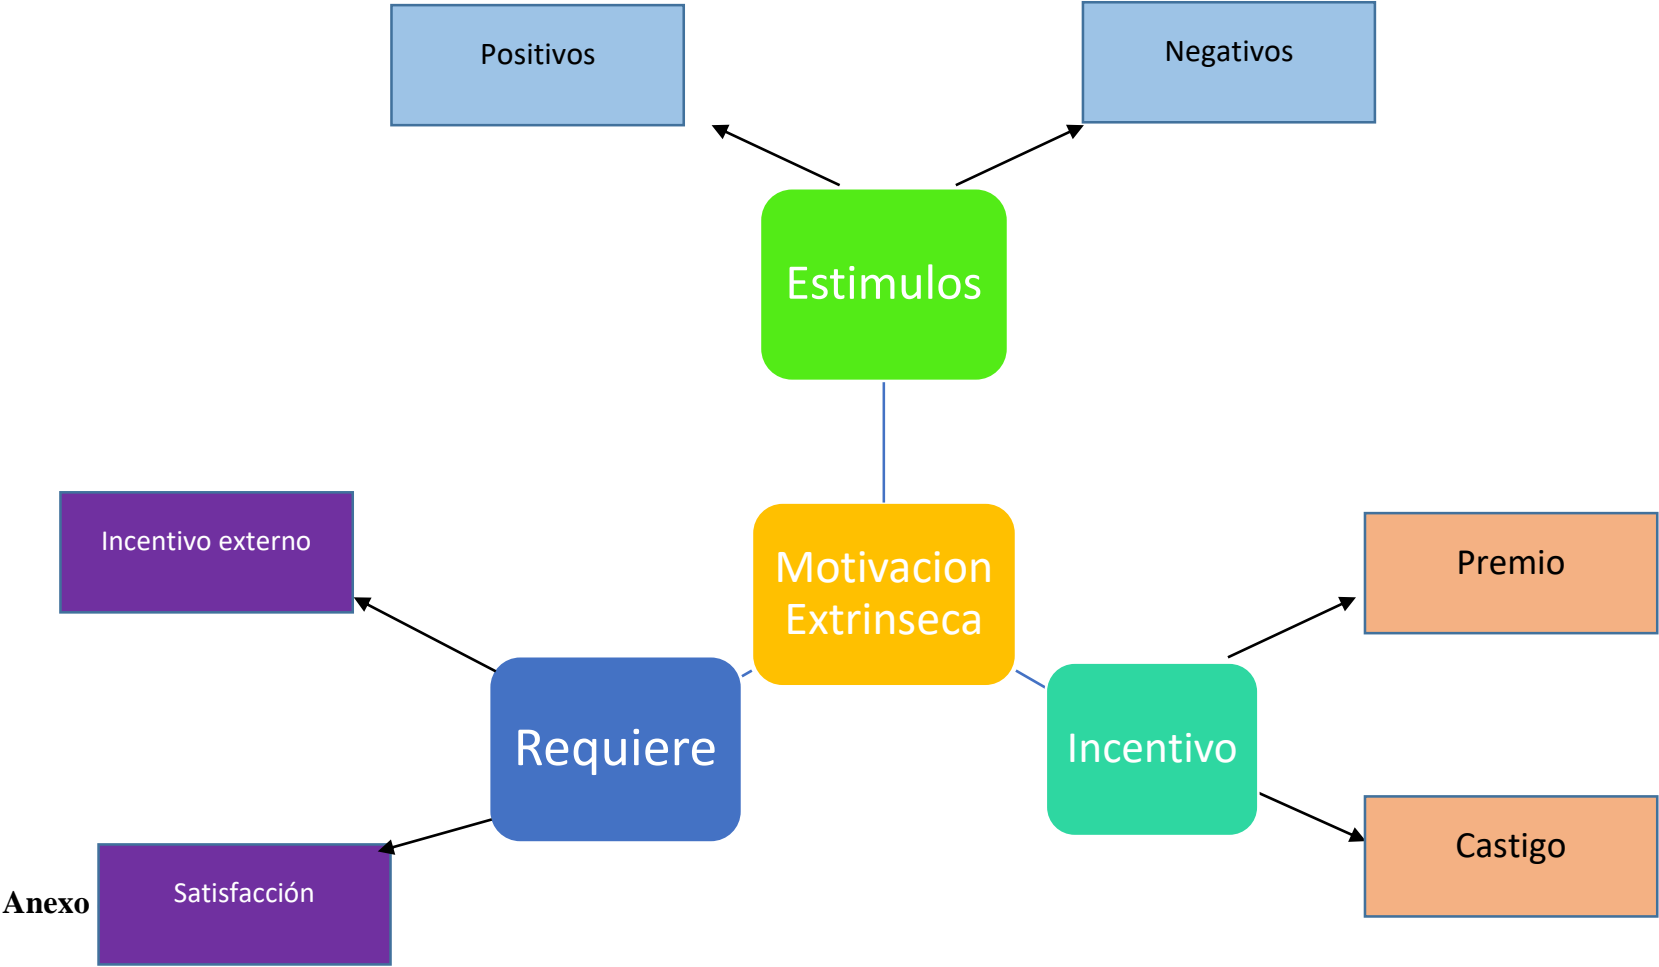 Positivos
Negativos
Estimulos
Incentivo externo
Motivacion
Extrinseca
Premio
Requiere
Incentivo
Castigo
Satisfacción
Anexo